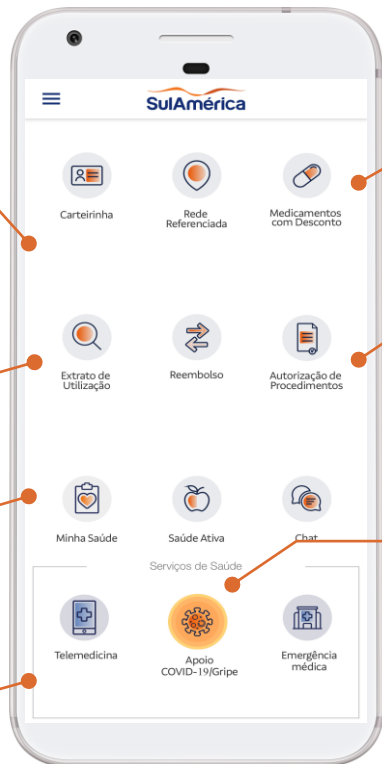 SulAmérica
Carteirinha
Rede
Referenciada
Medicamentos
com Desconto
Extrato de
Utilização
Reembolso
Autorização de
Procedimentos
Minha Saúde
Saúde Ativa
Chat
Serviços de Saúde
Telemedicina
Apoio
COVID-19/Gripe
Emergência
médica